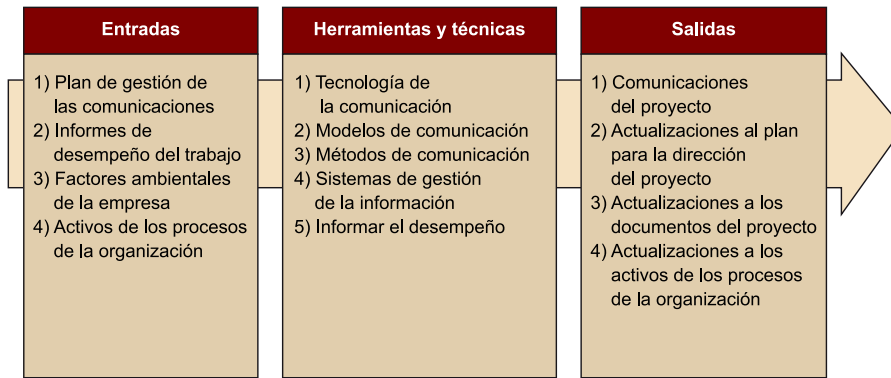 Entradas
1) Plan de gestión de
las comunicaciones
2) Informes de
desempeño del trabajo
3) Factores ambientales
de la empresa
4) Activos de los procesos
de la organización
Herramientas y técnicas
1) Tecnología de
la comunicación
2) Modelos de comunicación
3) Métodos de comunicación
4) Sistemas de gestión
de la información
5) Informar el desempeño
Salidas
1) Comunicaciones
del proyecto
2) Actualizaciones al plan
para la dirección
del proyecto
3) Actualizaciones a los
documentos del proyecto
4) Actualizaciones a los
activos de los procesos
de la organización